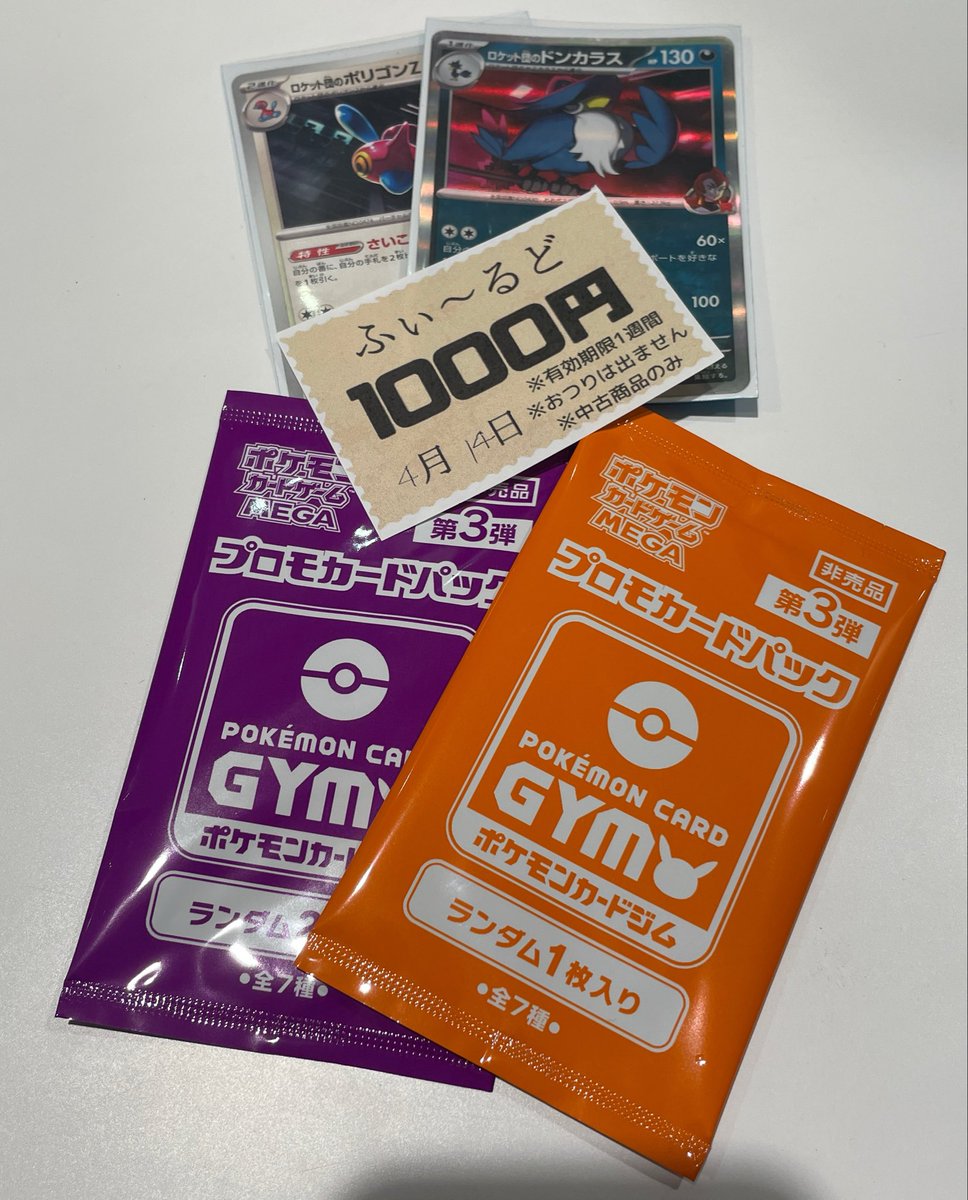 2進化
ロケット団のポリゴンZ
特性
さいこ
自分の番に、自分の手札を2枚
を1枚引く。
1進化
ロケット団のドンカラス
HP130
60×
ポートを好きな
100
ふぃ〜るど
1000円
※有効期限1週間
※おつりは出ません
※中古商品のみ
4月 14日
ポケモン
カードゲーム
MEGA
売品
第3弾
プロモカードパック
POKÉMON CAR
GYM
ポケモンカード
ランダム2
•全7種•
ポケモン
カードゲーム
MEGA
非売品
第3弾
プロモカードパック
POKÉMON CARD
GYM
ポケモンカードジム
ランダム1枚入り
•全7種•